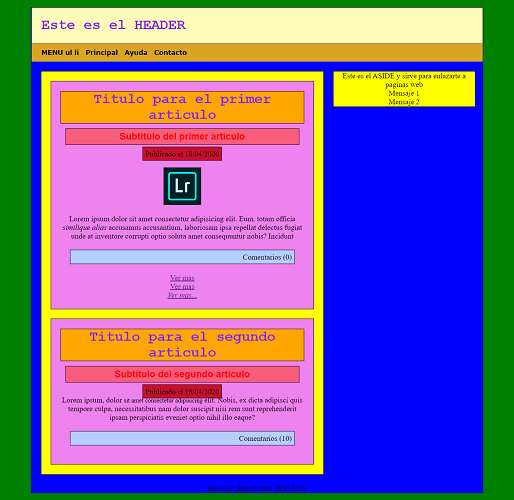 Este es el HEADER
MENU ul li Principal Ayuda Contacto
Titulo para el primer
articulo
Subtitulo del primer articulo
Publicado el 18/04/2020
Lr
Lorem ipsum dolor sit amet consectetur adipisicing elit. Eum, totam officia
similique alias accusamus accusantium, laboriosam ipsa repellat delectus fugiat
unde at inventore corrupti optio soluta amet consequuntur nobis? Incidunt
Comentarios (0)
Ver mas
Ver mas
Ver mas...
Titulo para el segundo
articulo
Subtitulo del segundo articulo
Publicado el 16/04/2020
Lorem ipsum, dolor sit amet consectetur adipisicing elit. Nobis, ex dicta adipisci quis
tempore culpa, necessitatibus nam dolor suscipit nisi rem sunt reprehenderit
ipsam perspiciatis eveniet optio nihil illo eaque?
Comentarios (10)
Este es el ASIDE y sirve para enlazarte a
paginas web
Mensaje 1
Mensaje 2